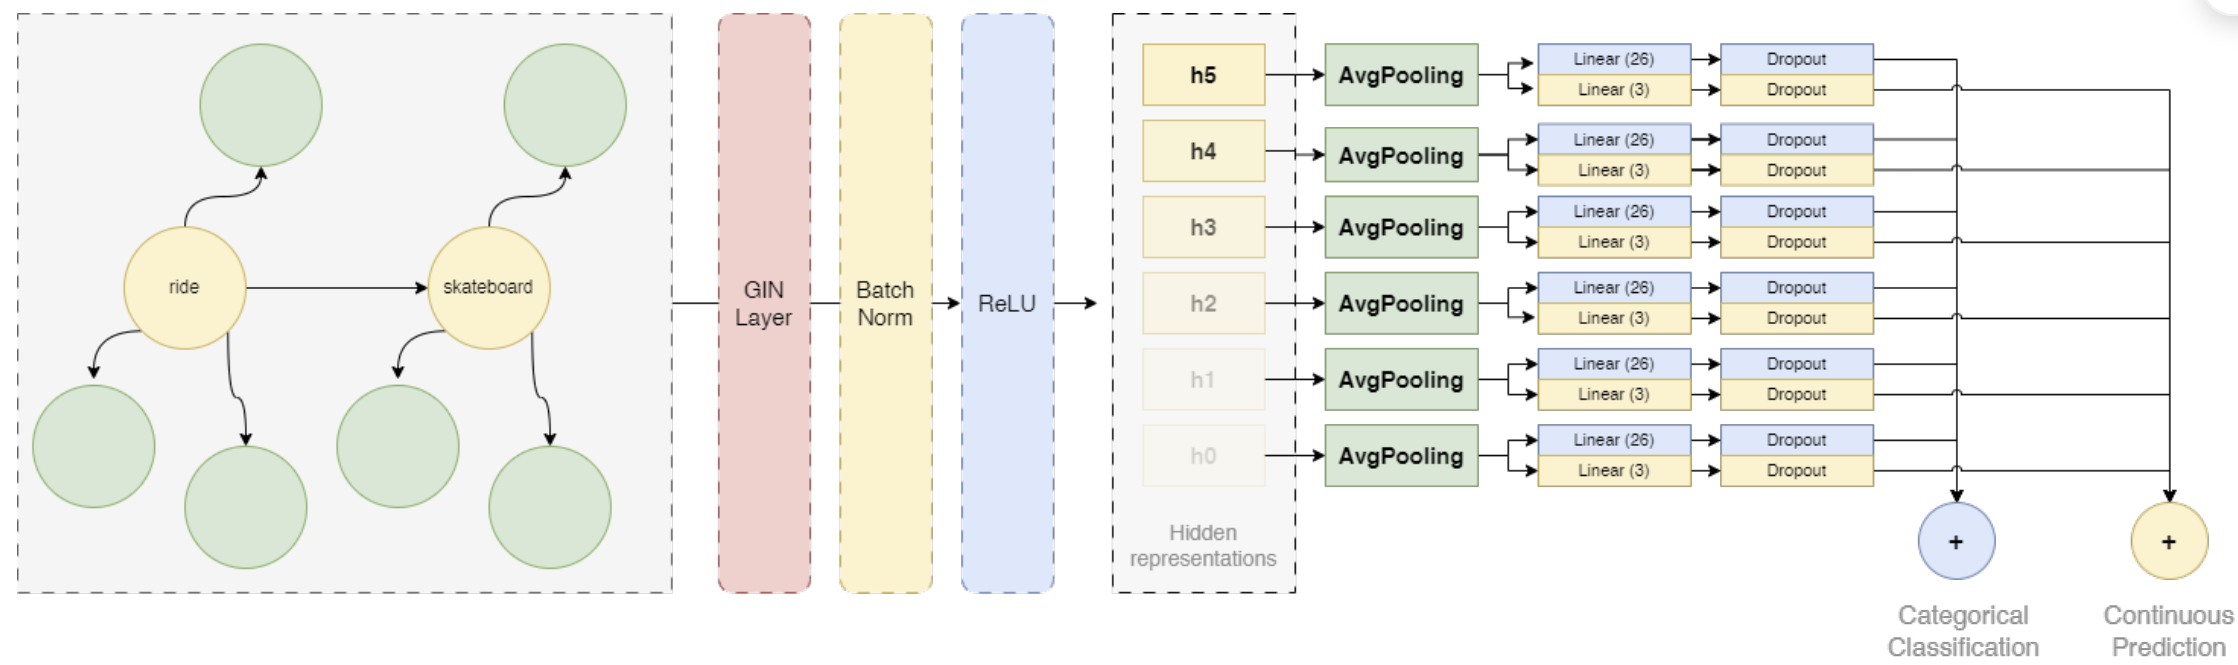 ride
skateboard
GIN
Layer
Batch
Norm
ReLU
h5
h4
h3
h2
h1
h0
Hidden
representations
AvgPooling
Linear (26)
Dropout
Linear (3)
Dropout
AvgPooling
Linear (26)
Dropout
Linear (3)
Dropout
AvgPooling
Linear (26)
Dropout
Linear (3)
Dropout
AvgPooling
Linear (26)
Dropout
Linear (3)
Dropout
AvgPooling
Linear (26)
Dropout
Linear (3)
Dropout
AvgPooling
Linear (26)
Dropout
Linear (3)
Dropout
+
+
Categorical
Classification
Continuous
Prediction